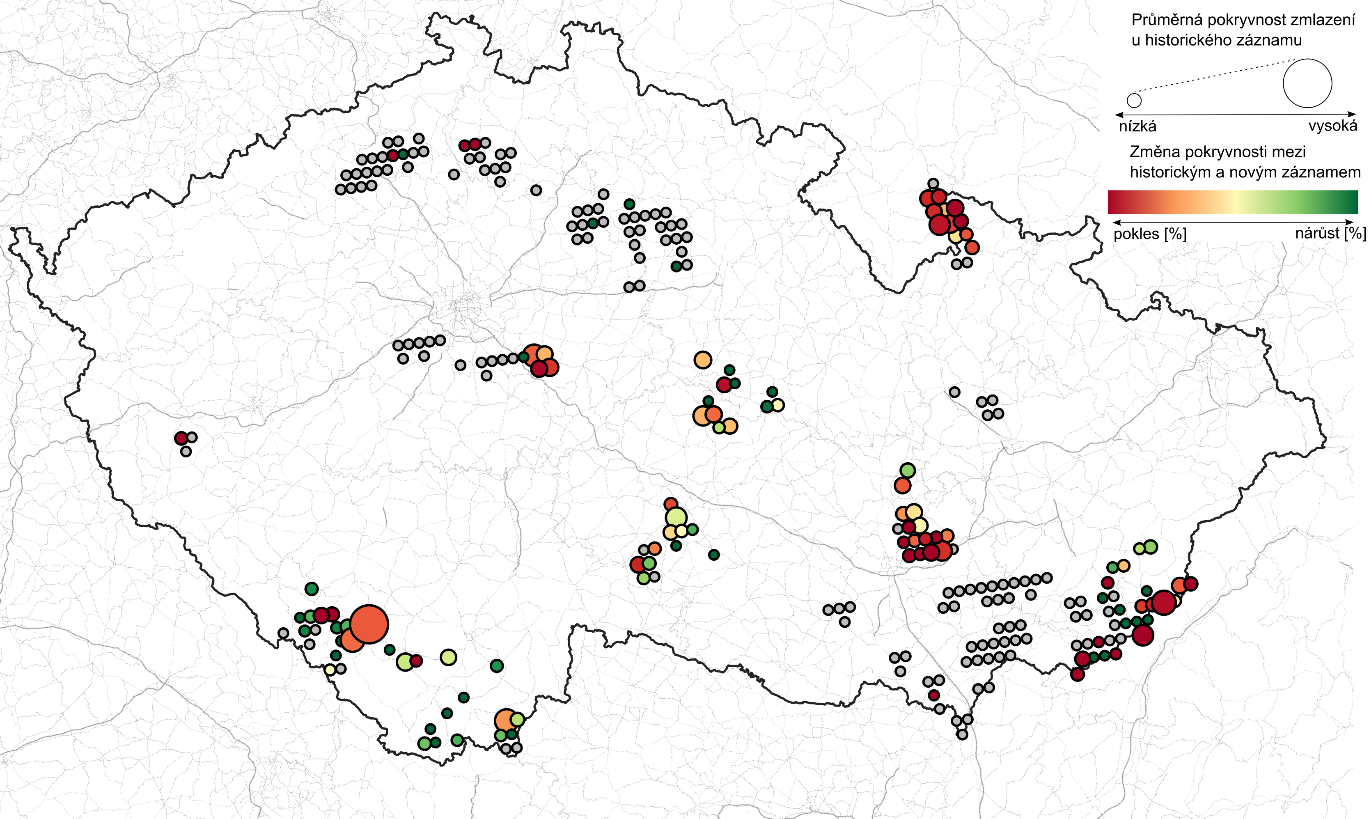 Průměrná pokryvnost zmlazení
u historického záznamu
nízká
vysoká
Změna pokryvnosti mezi
historickým a novým záznamem
pokles [%]
nárůst [%]